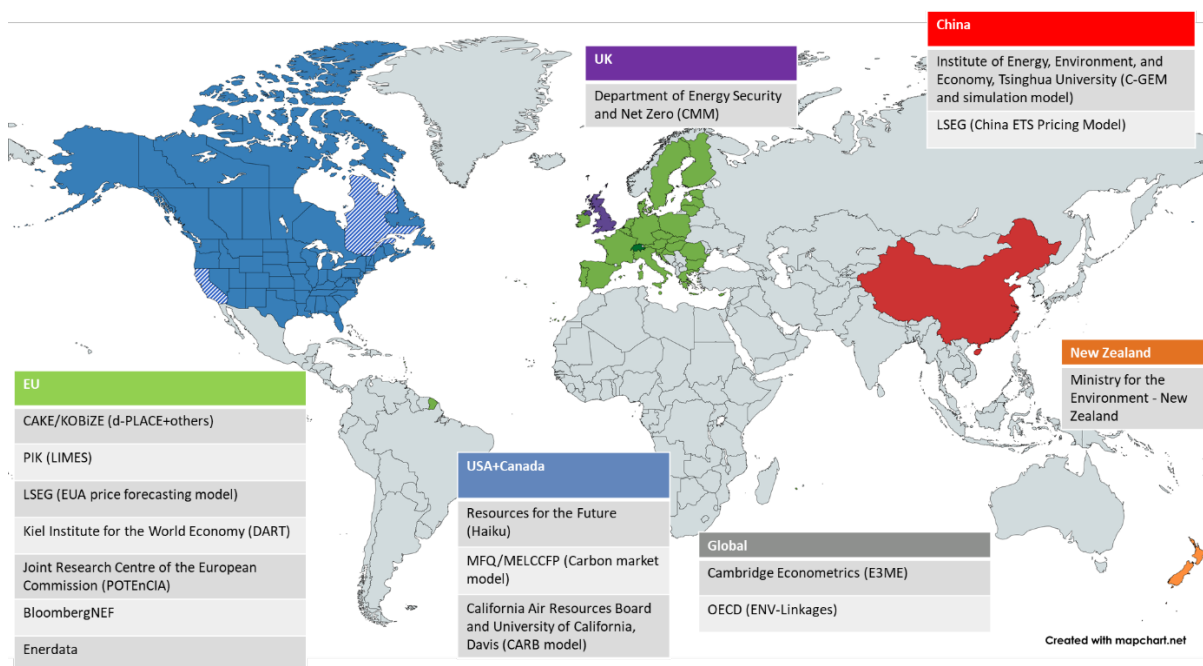 China
Institute of Energy, Environment, and
Economy, Tsinghua University (C-GEM
and simulation model)
LSEG (China ETS Pricing Model)
UK
Department of Energy Security
and Net Zero (CMM)
New Zealand
Ministry for the
Environment - New
Zealand
EU
CAKE/KOBiZE (d-PLACE+others)
PIK (LIMES)
LSEG (EUA price forecasting model)
Kiel Institute for the World Economy (DART)
Joint Research Centre of the European
Commission (POTEnCIA)
BloombergNEF
Enerdata
USA+Canada
Resources for the Future
(Haiku)
MFQ/MELCCFP (Carbon market
model)
California Air Resources Board
and University of California,
Davis (CARB model)
Global
Cambridge Econometrics (E3ME)
OECD (ENV-Linkages)
Created with mapchart.net